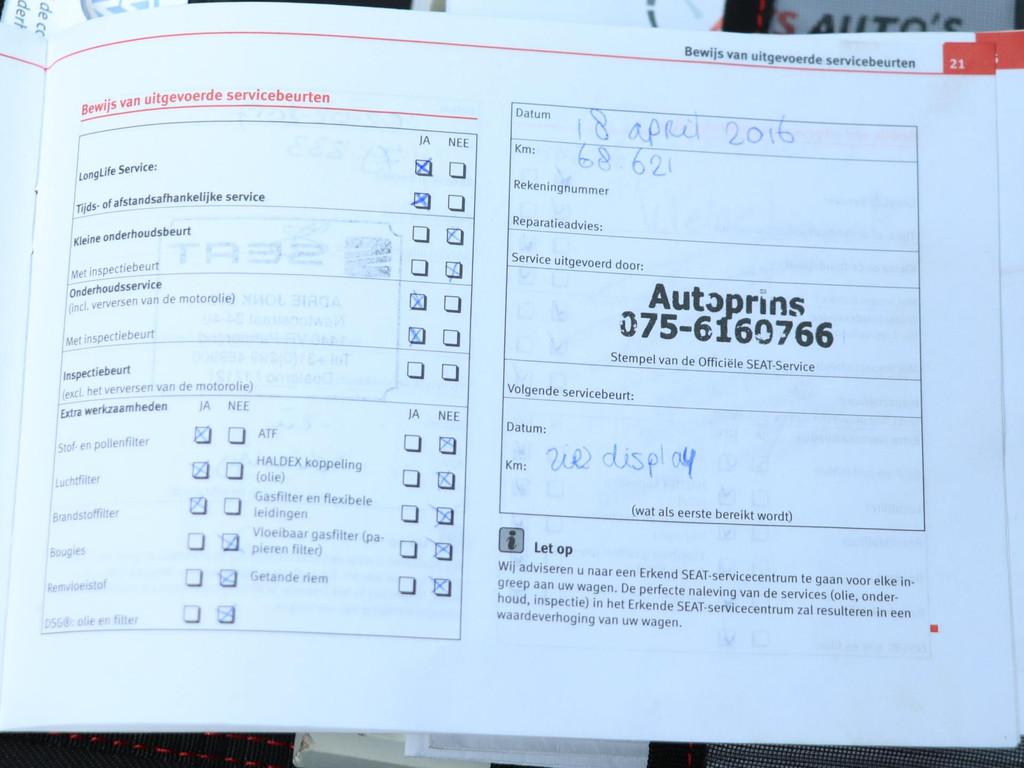 AUTO'S
Bewijs van uitgevoerde servicebeurten 21
Bewijs van uitgevoerde servicebeurten
JA NEE
LongLife Service:
Tijds- of afstandsafhankelijke service
Kleine onderhoudsbeurt
Met inspectiebeurt
Onderhoudsservice
(incl. verversen van de motorolie)
Met inspectiebeurt
Inspectiebeurt
(excl. het verversen van de motorolie)
Extra werkzaamheden JA NEE JA NEE
Stof- en pollenfilter
ATF
Luchtfilter
HALDEX koppeling
(olie)
Brandstoffilter
Gasfilter en flexibele
leidingen
Bougies
Vloeibaar gasfilter (pa-
pieren filter)
Remvloeistof
Getande riem
DSG®: olie en filter
Datum 18 april 2016
Km: 68.621
Rekeningnummer
Reparatieadvies:
Service uitgevoerd door:
Autoprins
075-6160766
Stempel van de Officiële SEAT-Service
Volgende servicebeurt:
Datum:
Km: zie display
(wat als eerste bereikt wordt)
i Let op
Wij adviseren u naar een Erkend SEAT-servicecentrum te gaan voor elke in-
greep aan uw wagen. De perfecte naleving van de services (olie, onder-
houd, inspectie) in het Erkende SEAT-servicecentrum zal resulteren in een
waardeverhoging van uw wagen.